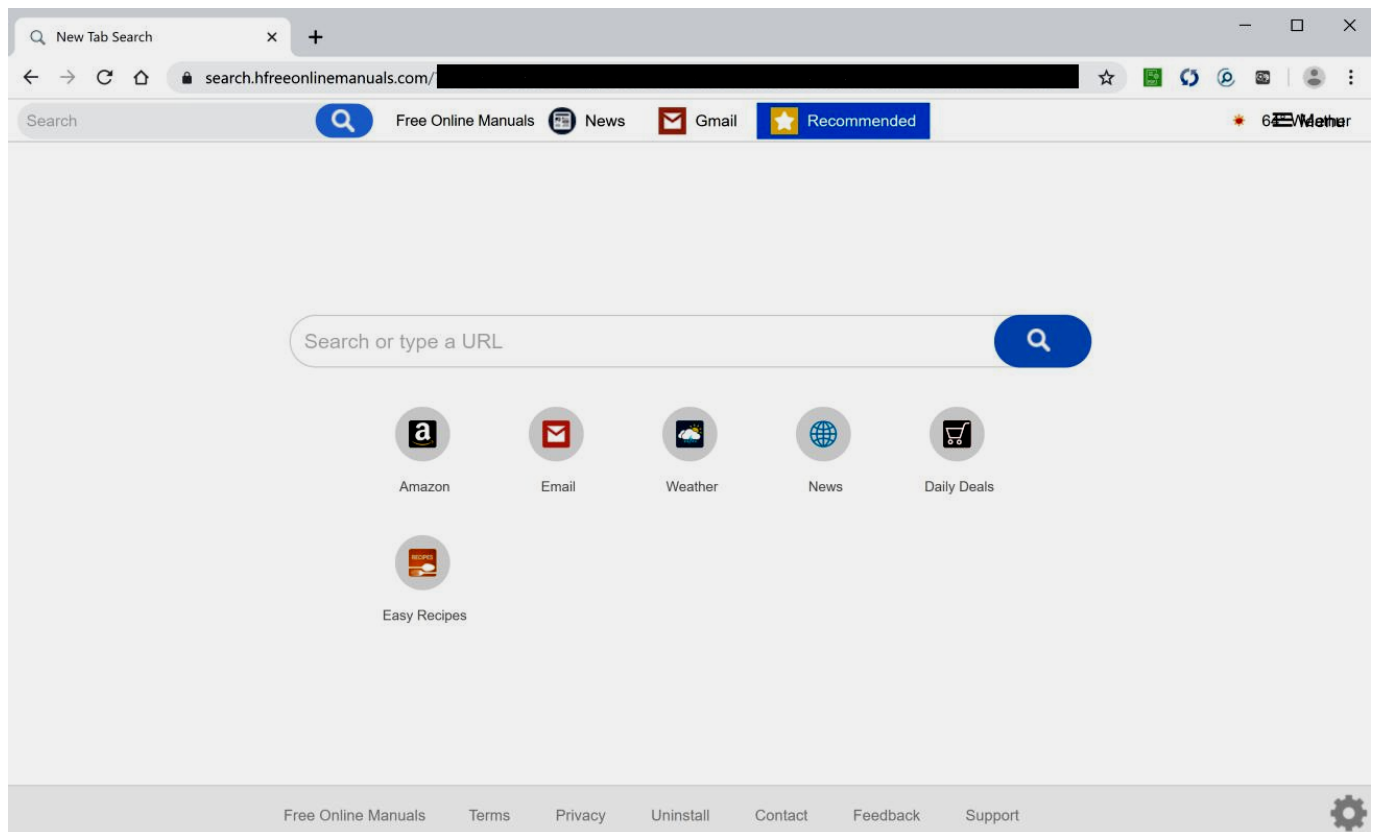 New Tab Search
search.hfreeonlinemanuals.com/
Search
Free Online Manuals
News
Gmail
Recommended
Search or type a URL
a
Amazon
Email
Weather
News
Daily Deals
RECIPES
Easy Recipes
Free Online Manuals
Terms
Privacy
Uninstall
Contact
Feedback
Support